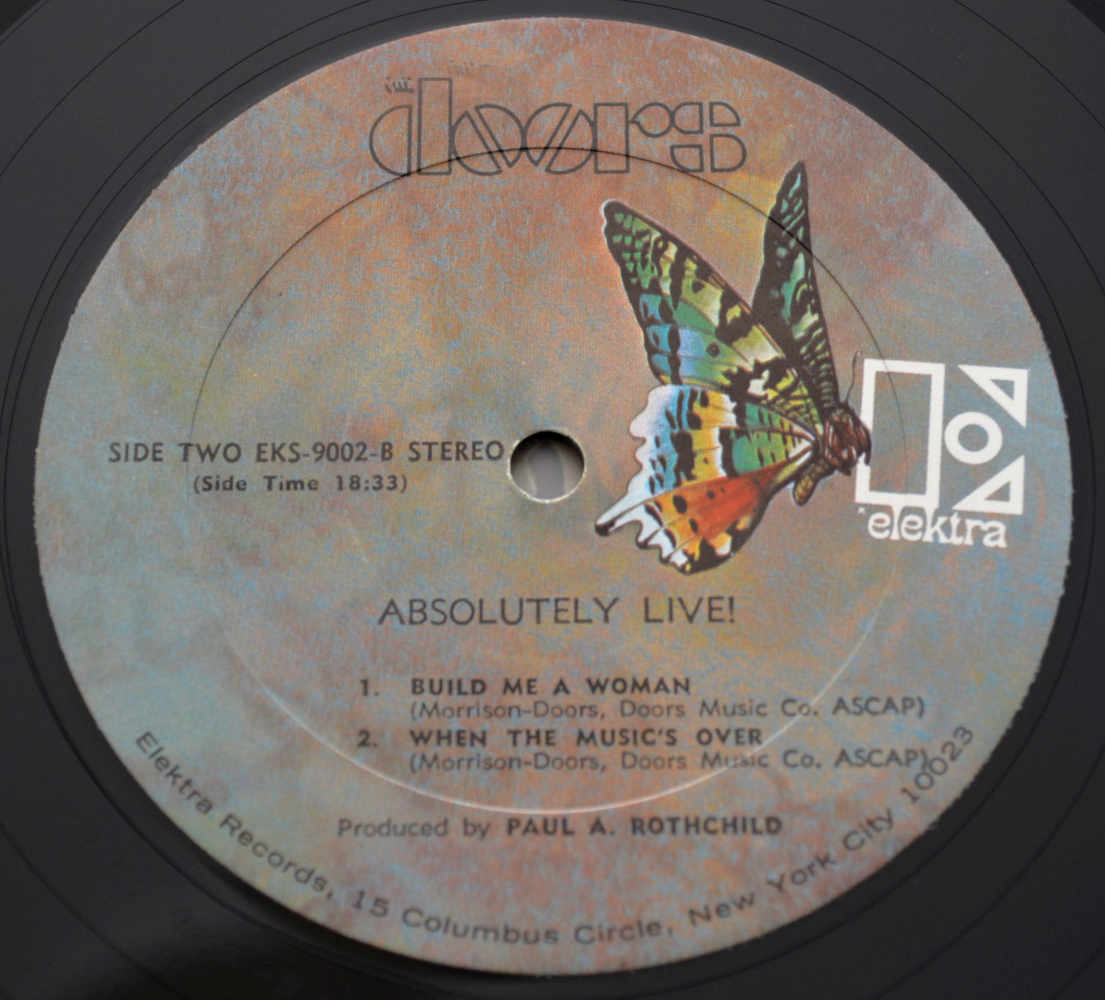 THE
doors
SIDE TWO EKS-9002-B STEREO
(Side Time 18:33)
elektra
ABSOLUTELY LIVE!
1. BUILD ME A WOMAN
(Morrison-Doors, Doors Music Co. ASCAP)
2. WHEN THE MUSIC'S OVER
(Morrison-Doors, Doors Music Co. ASCAP)
Produced by PAUL A. ROTHCHILD
Elektra Records, 15 Columbus Circle, New York City 10023